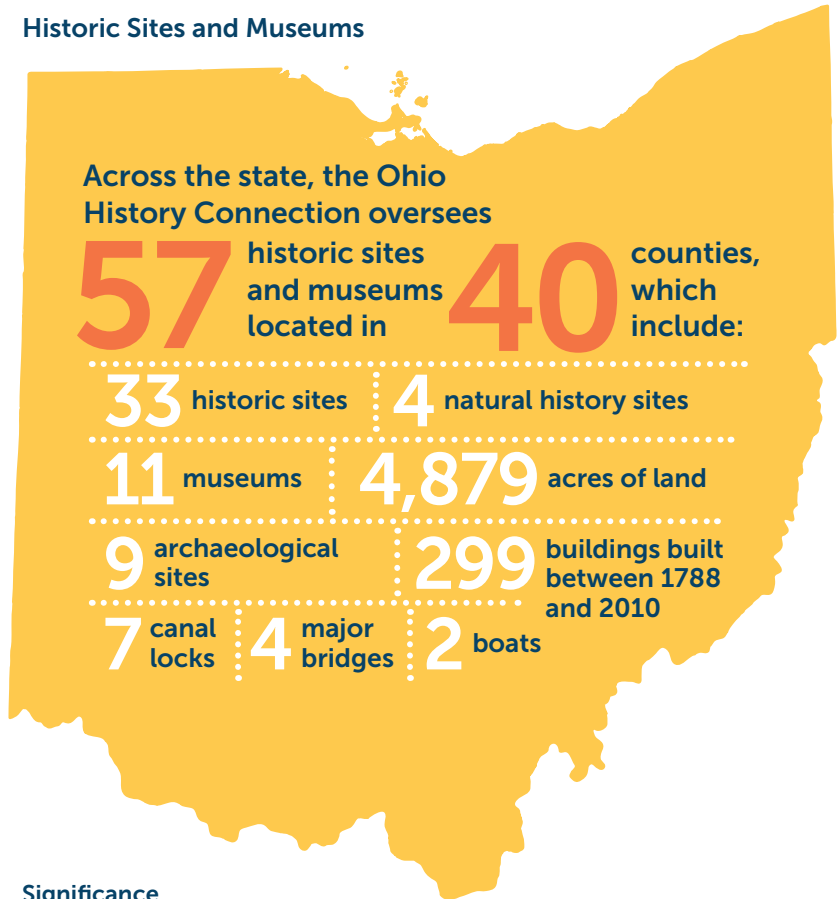 Historic Sites and Museums
Across the state, the Ohio
History Connection oversees
57 historic sites
and museums
located in
40 counties,
which
include:
33 historic sites
4 natural history sites
11 museums
4,879 acres of land
9 archaeological
sites
299 buildings built
between 1788
and 2010
7 canal
locks
4 major
bridges
2 boats
Significance